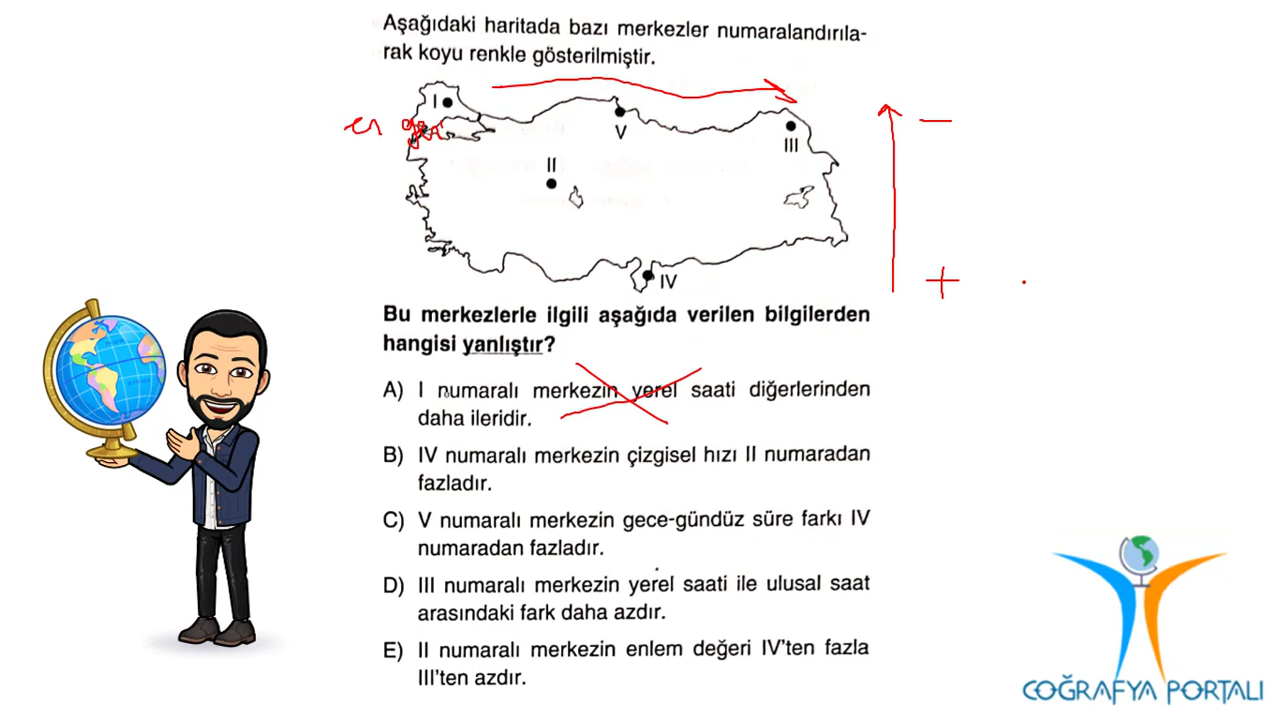 Aşağıdaki haritada bazı merkezler numaralandırıla-
rak koyu renkle gösterilmiştir.
I
en geri
V
III
II
IV
−
+
Bu merkezlerle ilgili aşağıda verilen bilgilerden
hangisi yanlıştır?
A) I numaralı merkezin yerel saati diğerlerinden
daha ileridir.
B) IV numaralı merkezin çizgisel hızı II numaradan
fazladır.
C) V numaralı merkezin gece-gündüz süre farkı IV
numaradan fazladır.
D) III numaralı merkezin yerel saati ile ulusal saat
arasındaki fark daha azdır.
E) II numaralı merkezin enlem değeri IV'ten fazla
III'ten azdır.
COĞRAFYA PORTALI